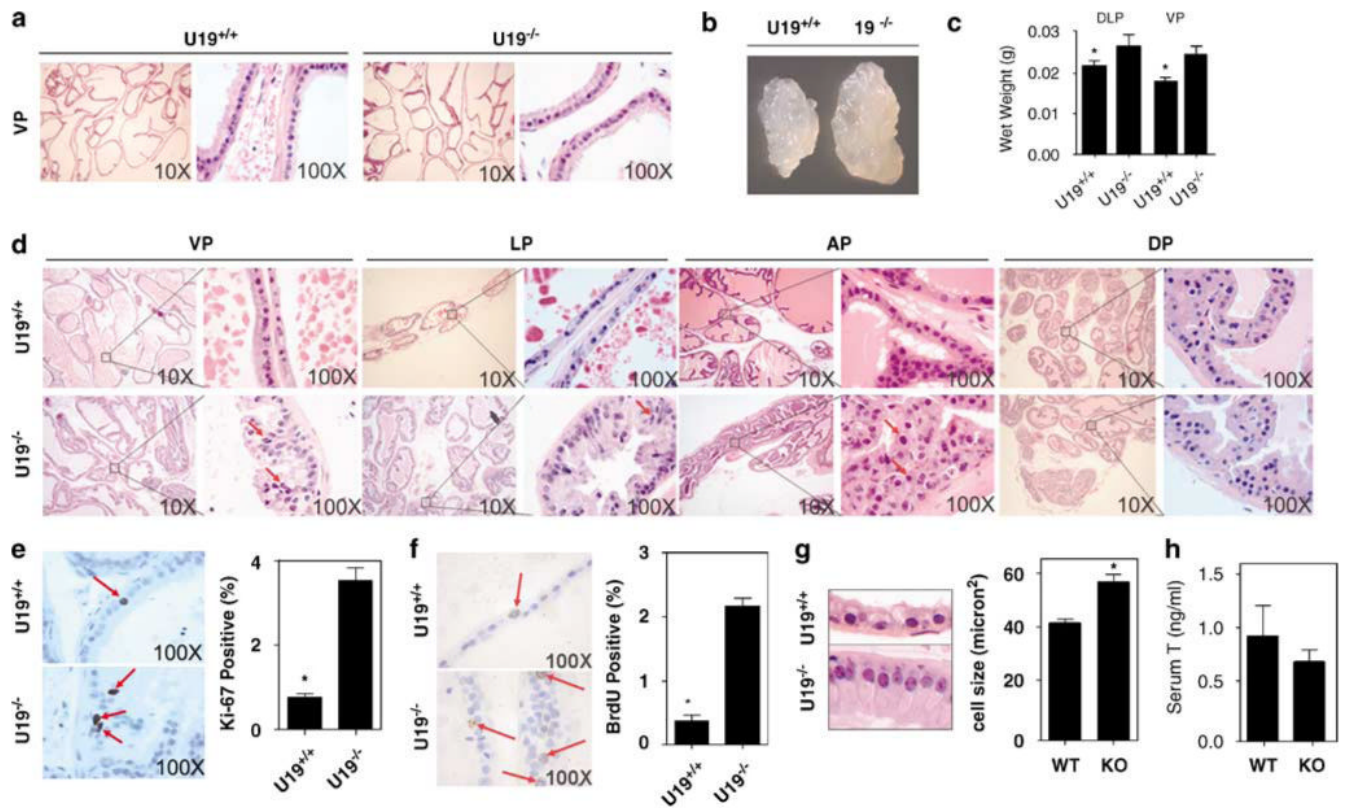 a
U19+/+
U19-/-
VP
10X
100X
10X
100X
b
U19+/+ 19 -/-
c
DLP VP
Wet Weight (g)
0.03
0.02
0.01
0.00
*
*
U19+/+
U19-/-
U19+/+
U19-/-
d
VP
LP
AP
DP
U19+/+
10X
100X
10X
100X
10X
100X
10X
100X
U19-/-
10X
100X
10X
100X
10X
100X
10X
100X
e
U19+/+
100X
U19-/-
100X
Ki-67 Positive (%)
4
2
0
*
U19+/+
U19-/-
f
U19+/+
100X
U19-/-
100X
BrdU Positive (%)
3
2
1
0
*
U19+/+
U19-/-
g
U19+/+
U19-/-
cell size (micron2)
60
40
20
0
*
WT KO
h
Serum T (ng/ml)
1.5
1.0
0.5
0.0
WT KO